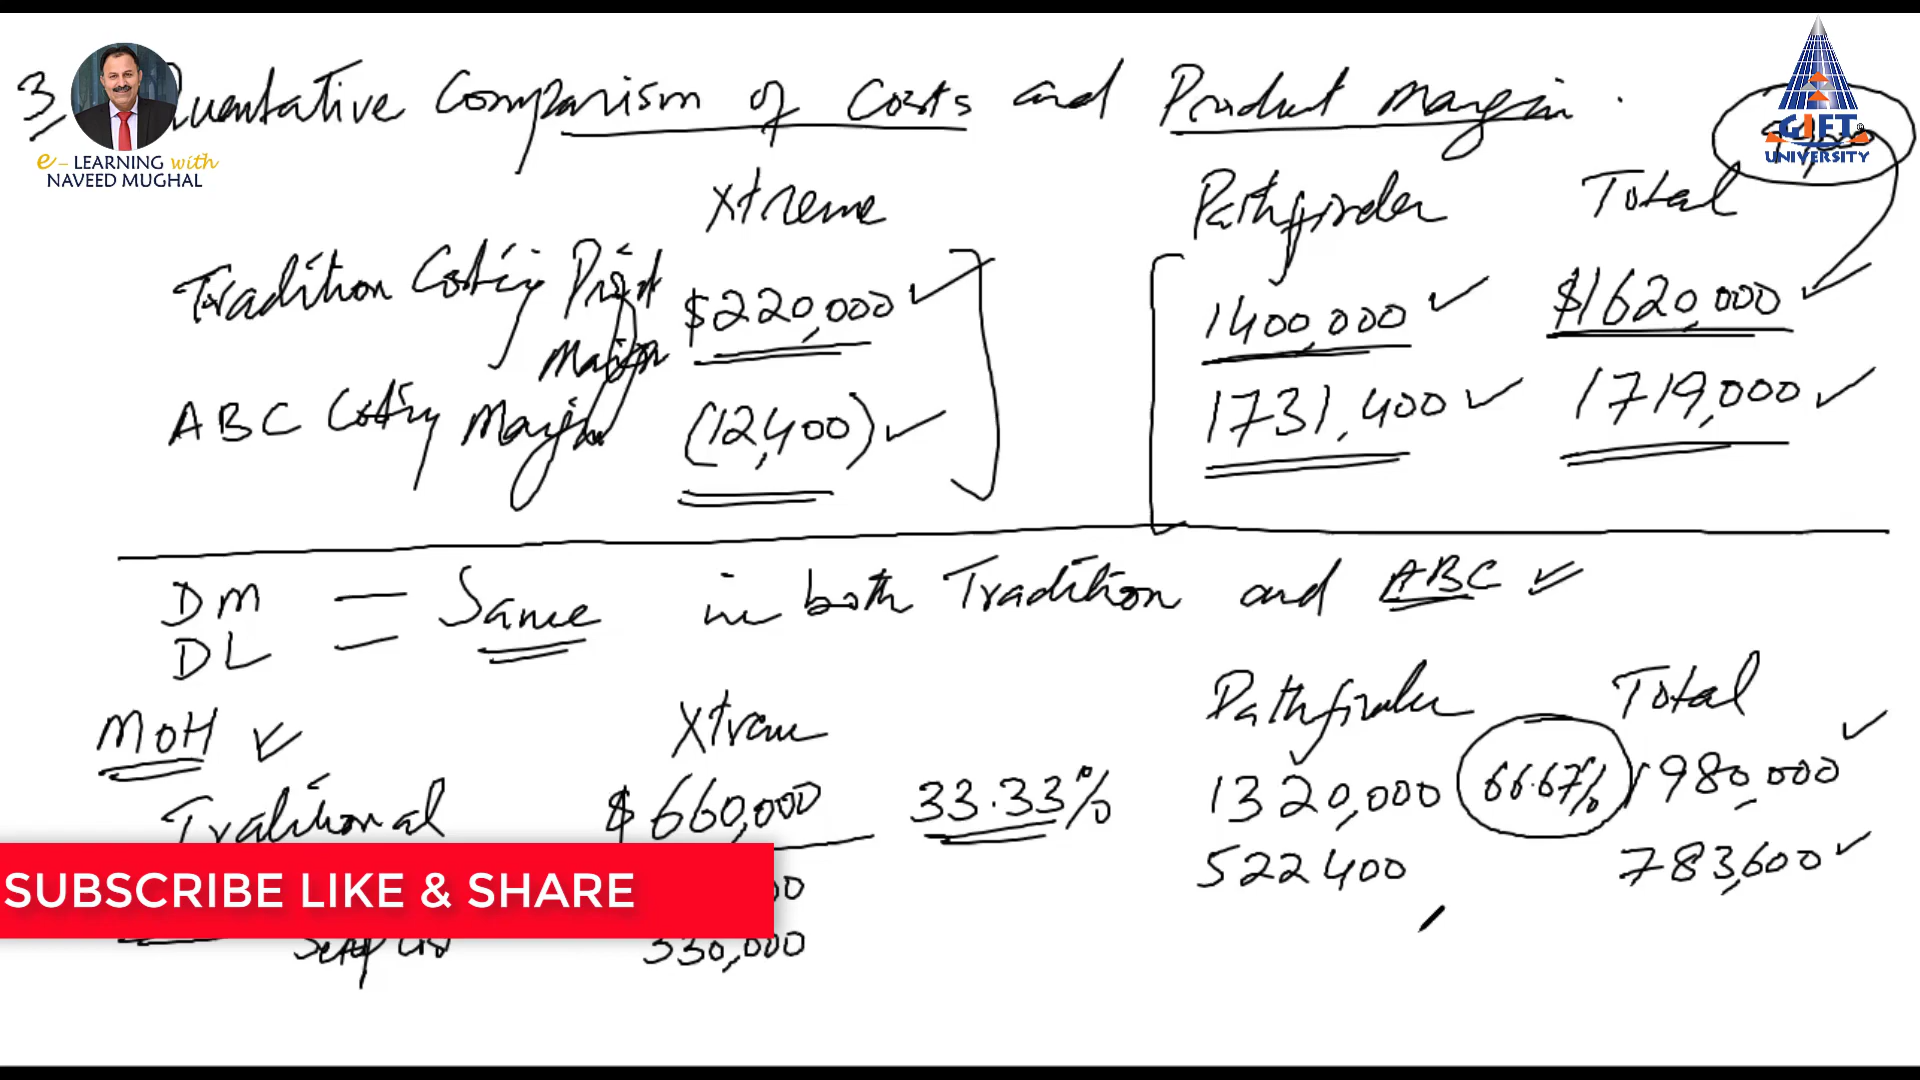 3. Quantative Comparism of Costs and Product Margin.
e-LEARNING with
NAVEED MUGHAL
GIFT
UNIVERSITY
Xtreme Pathfinder Total
Tradition Costing Margin $220,000 1400,000 $1620,000
ABC Costing Margin (12,400) 1731,400 1719,000
DM = Same in both Tradition and ABC
DL =
MOH Xtreme Pathfinder Total
Traditional $660,000 33.33% 1320,000 66.67% 1980,000
522400 783,600
SUBSCRIBE LIKE & SHARE
330,000